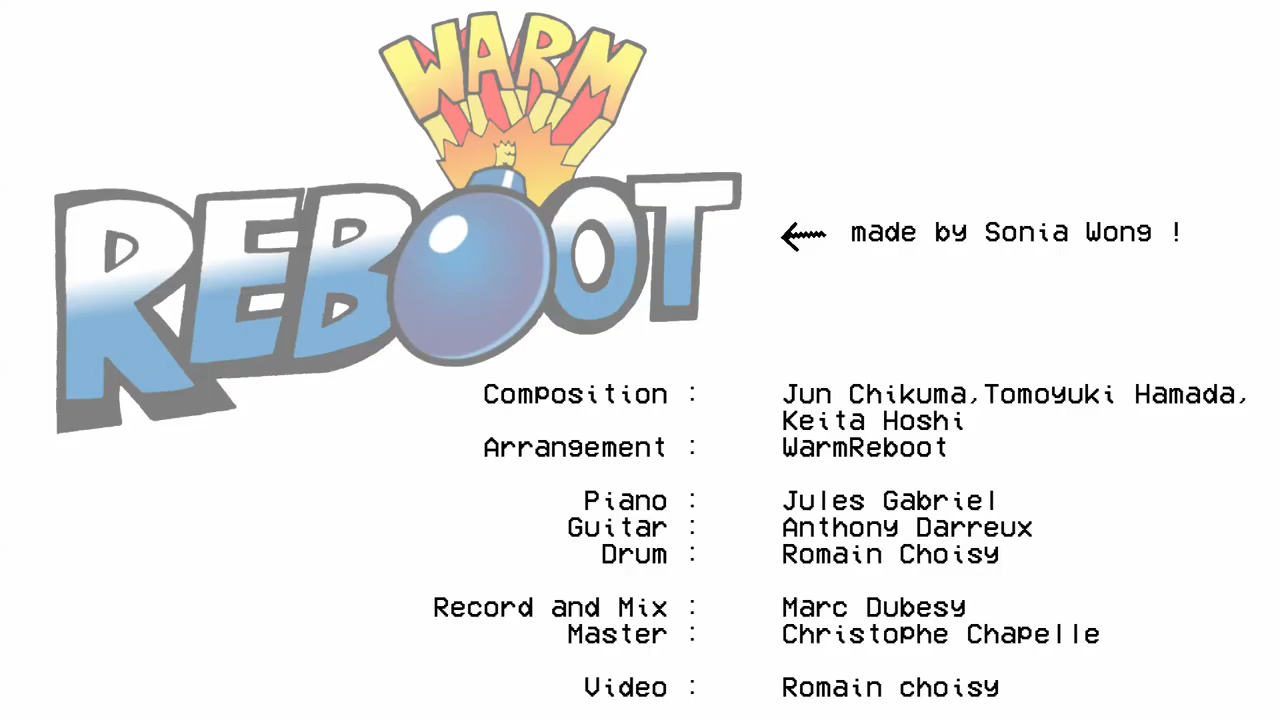 WARM
REBOOT
made by Sonia Wong !
Composition : Jun Chikuma,Tomoyuki Hamada,
Keita Hoshi
Arrangement : WarmReboot
Piano : Jules Gabriel
Guitar : Anthony Darreux
Drum : Romain Choisy
Record and Mix : Marc Dubesy
Master : Christophe Chapelle
Video : Romain choisy